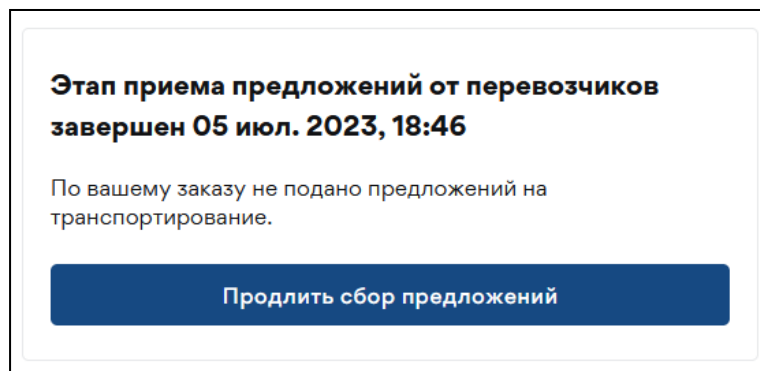 Этап приема предложений от перевозчиков
завершен 05 июл. 2023, 18:46
По вашему заказу не подано предложений на
транспортирование.
Продлить сбор предложений